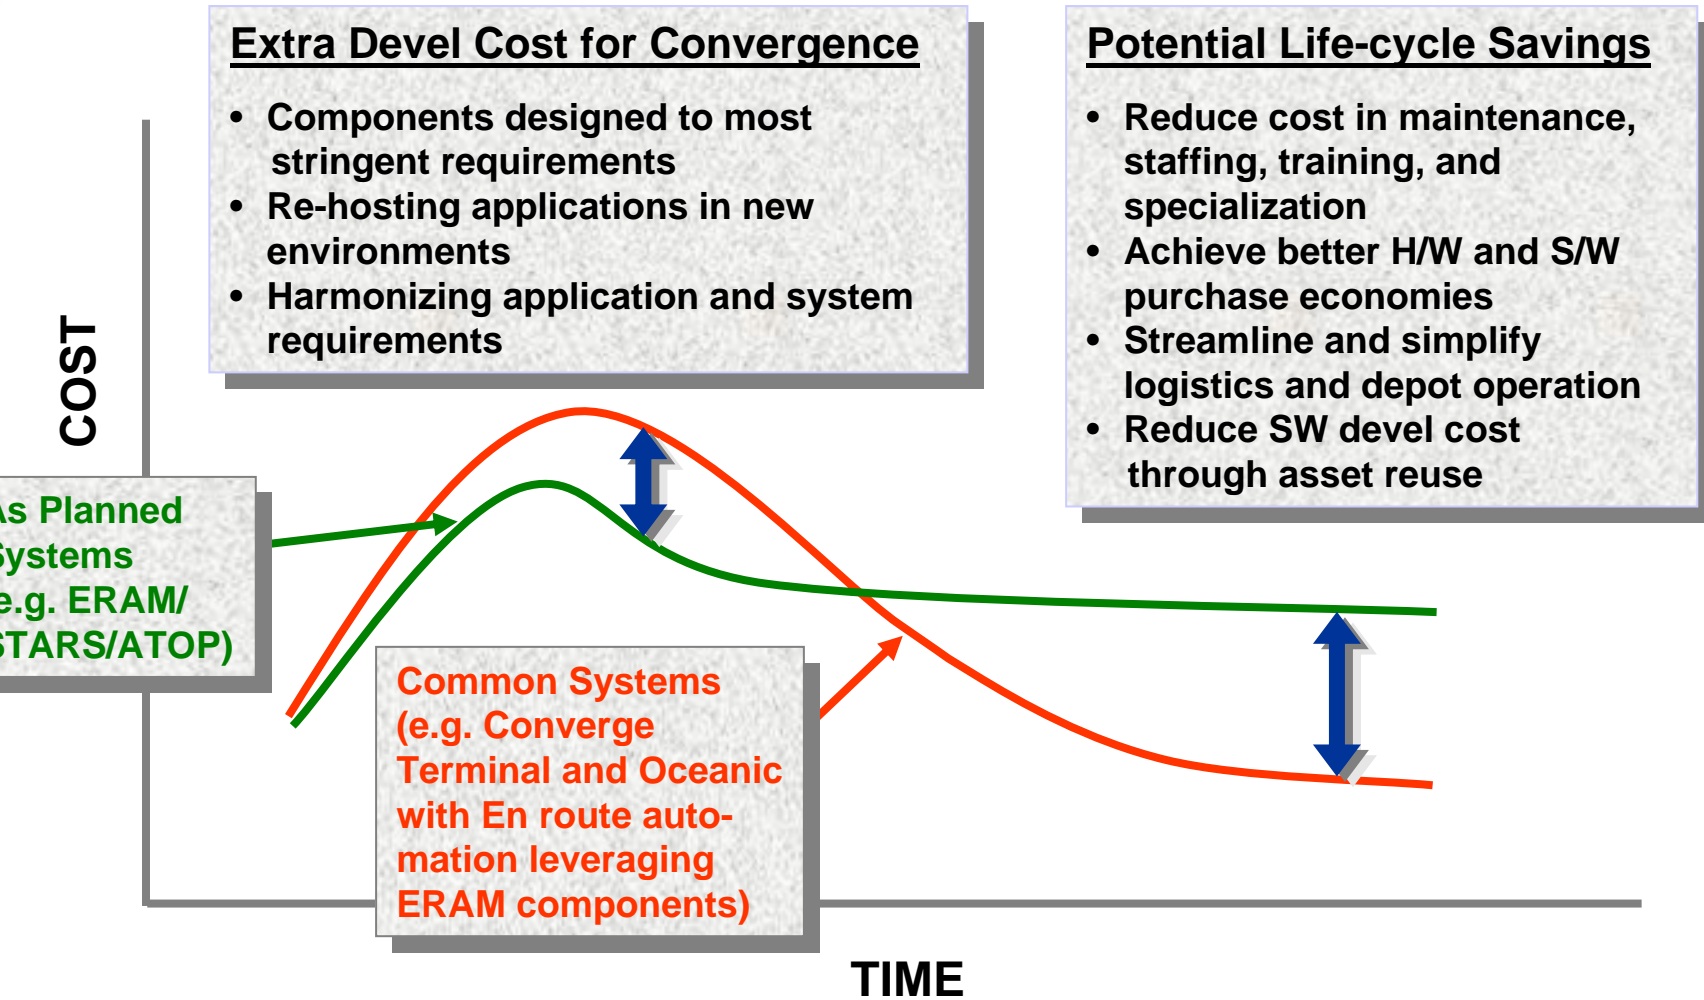 Extra Devel Cost for Convergence
• Components designed to most
stringent requirements
• Re-hosting applications in new
environments
• Harmonizing application and system
requirements
Potential Life-cycle Savings
• Reduce cost in maintenance,
staffing, training, and
specialization
• Achieve better H/W and S/W
purchase economies
• Streamline and simplify
logistics and depot operation
• Reduce SW devel cost
through asset reuse
COST
As Planned
Systems
e.g. ERAM/
STARS/ATOP)
Common Systems
(e.g. Converge
Terminal and Oceanic
with En route auto-
mation leveraging
ERAM components)
TIME